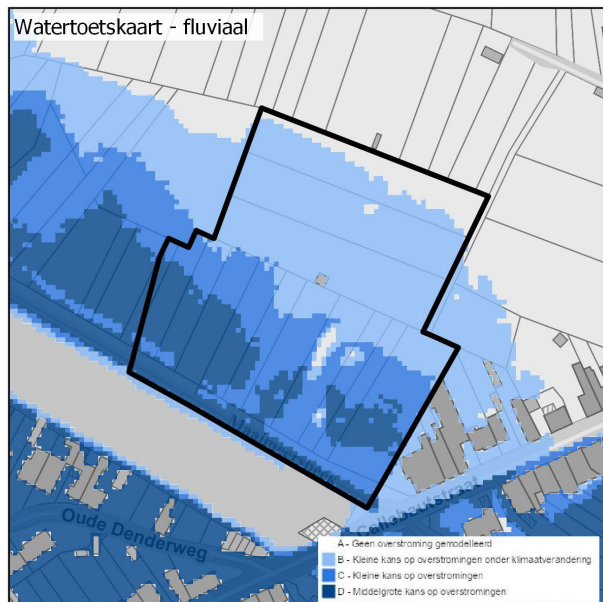 Watertoetskaart - fluviaal
Oude Denderweg
A - Geen overstroming gemodelleerd
B - Kleine kans op overstromingen onder klimaatverandering
C - Kleine kans op overstromingen
D - Middelgrote kans op overstromingen